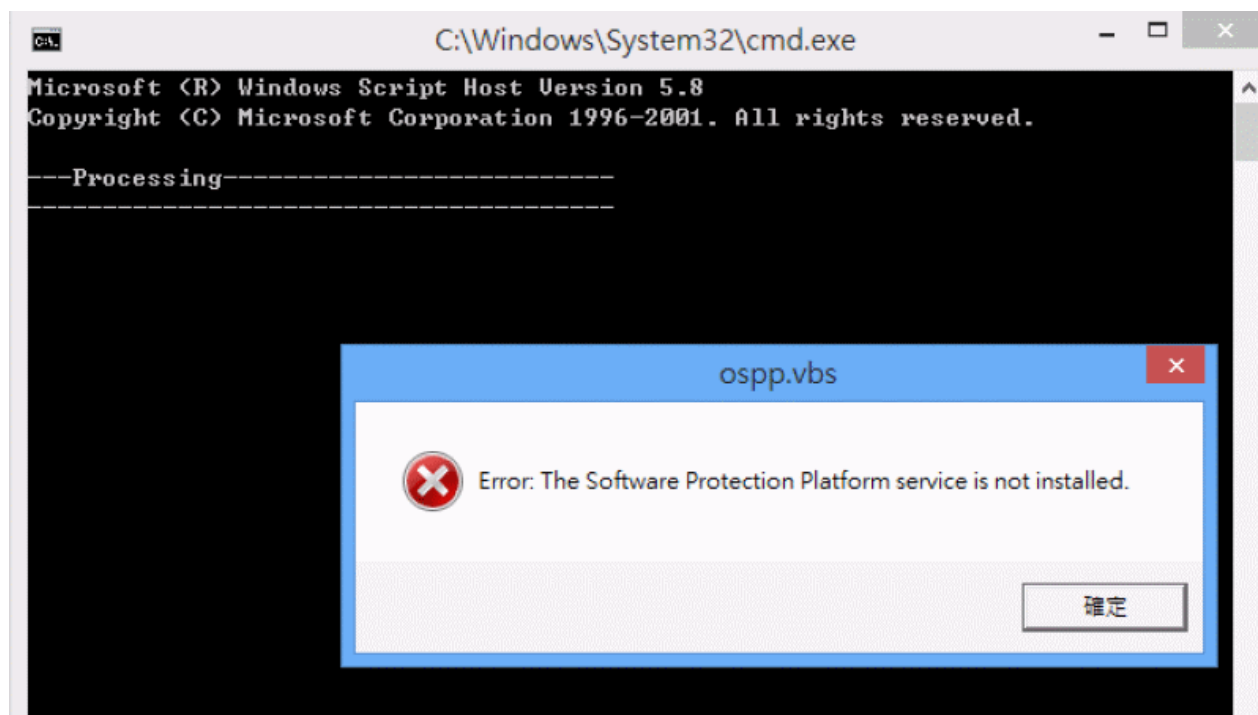 C:\Windows\System32\cmd.exe
Microsoft (R) Windows Script Host Version 5.8
Copyright (C) Microsoft Corporation 1996-2001. All rights reserved.
---Processing--------------------------
---------------------------------------
ospp.vbs
Error: The Software Protection Platform service is not installed.
確定